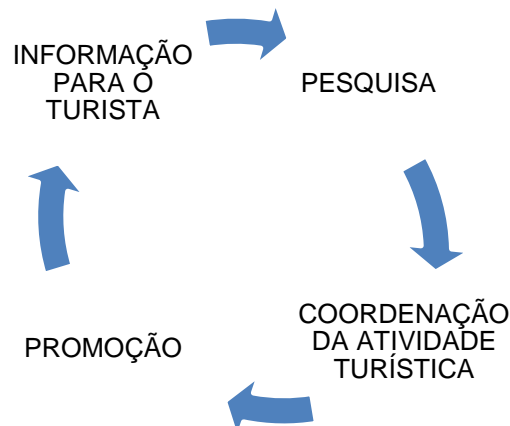 INFORMAÇÃO
PARA O
TURISTA
PESQUISA
COORDENAÇÃO
DA ATIVIDADE
TURÍSTICA
PROMOÇÃO